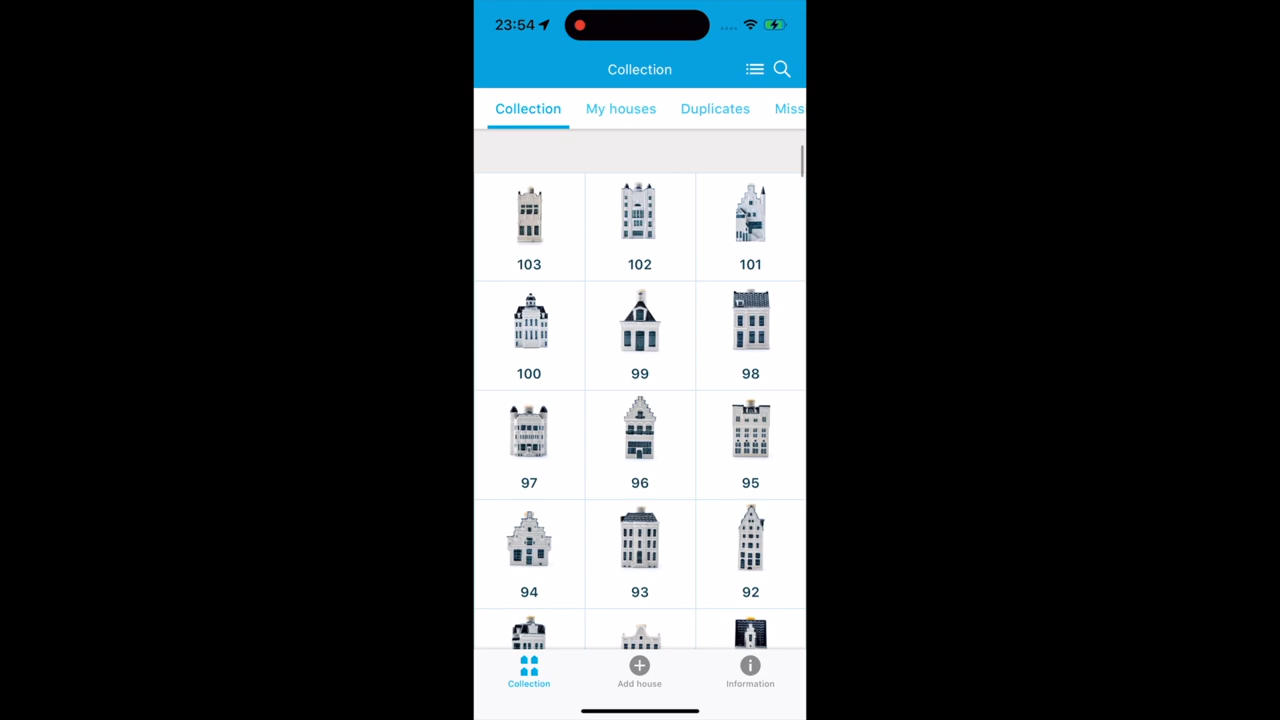 23:54
Collection
Collection My houses Duplicates Miss
103 102 101
100 99 98
97 96 95
94 93 92
Collection Add house Information